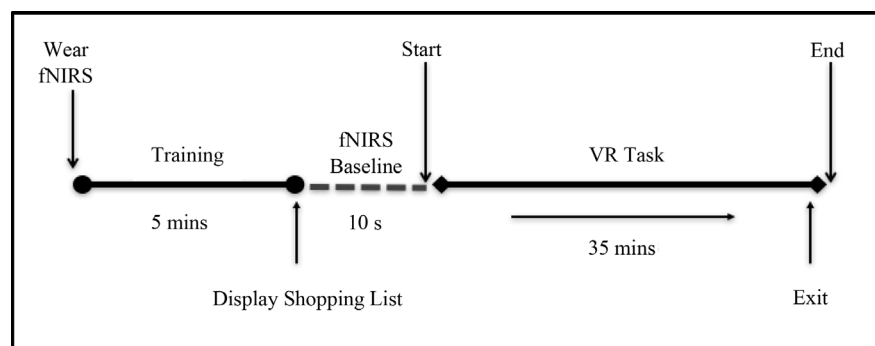 Wear
fNIRS
Start
End
Training
fNIRS
Baseline
VR Task
5 mins
10 s
35 mins
Display Shopping List
Exit